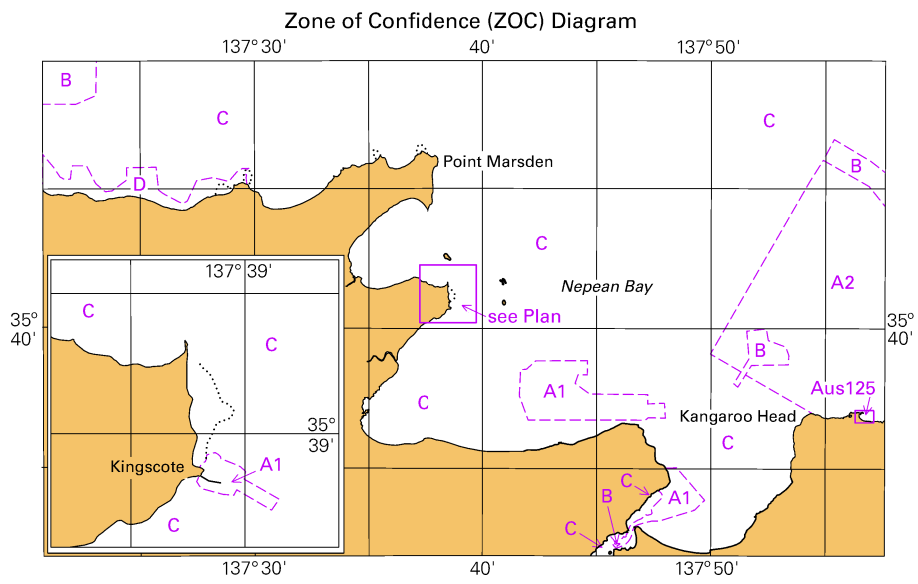 Zone of Confidence (ZOC) Diagram
137° 30' 40' 137° 50'
B
C
C
Point Marsden
B
D
C
137° 39'
Nepean Bay
A2
C
see Plan
35°
40'
35°
40'
C
B
A1
Aus125
C
35°
39'
Kangaroo Head
C
Kingscote
A1
C
B
A1
C
C
137° 30' 40' 137° 50'